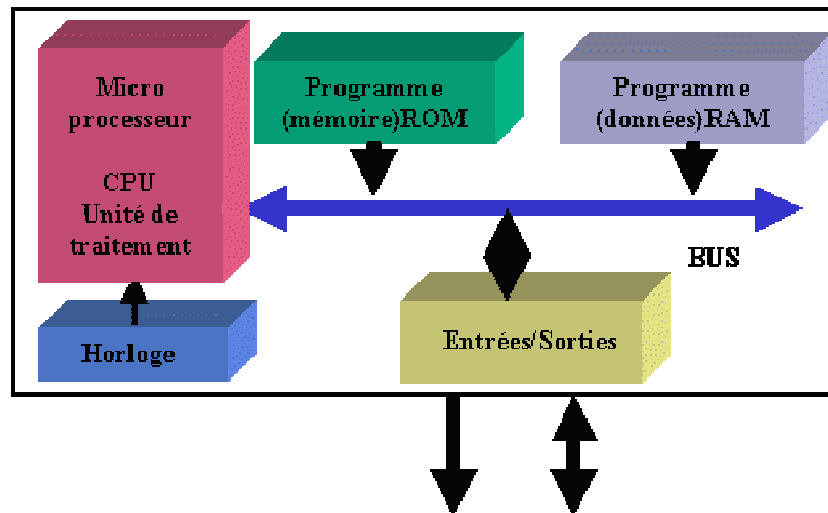 Micro
processeur
CPU
Unité de
traitement
Programme
(mémoire)ROM
Programme
(données)RAM
BUS
Horloge
Entrées/Sorties